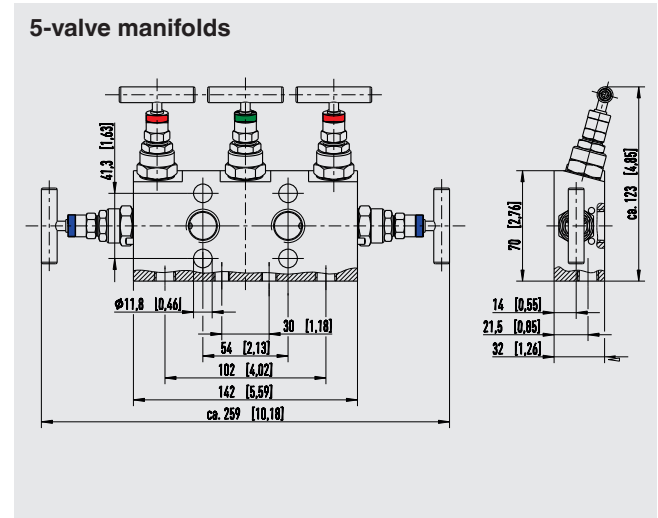 5-valve manifolds
41,3 [1,63]
70 [2,76]
ca. 123 [4,85]
ø11,8 [0,46]
30 [1,18]
54 [2,13]
102 [4,02]
142 [5,59]
ca. 259 [10,18]
14 [0,55]
21,5 [0,85]
32 [1,26]